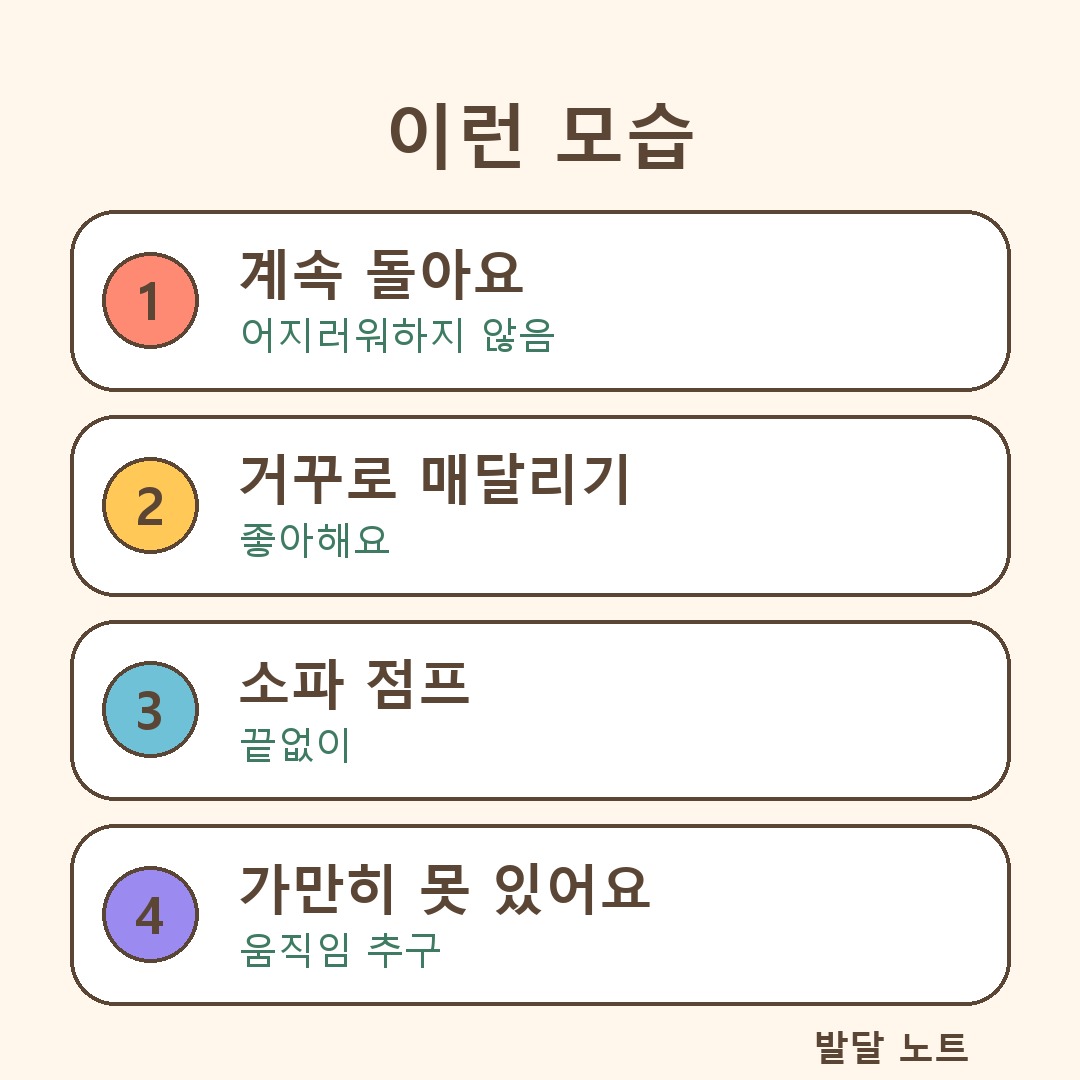 이런 모습
1
계속 돌아요
어지러워하지 않음
2
거꾸로 매달리기
좋아해요
3
소파 점프
끝없이
4
가만히 못 있어요
움직임 추구
발달 노트